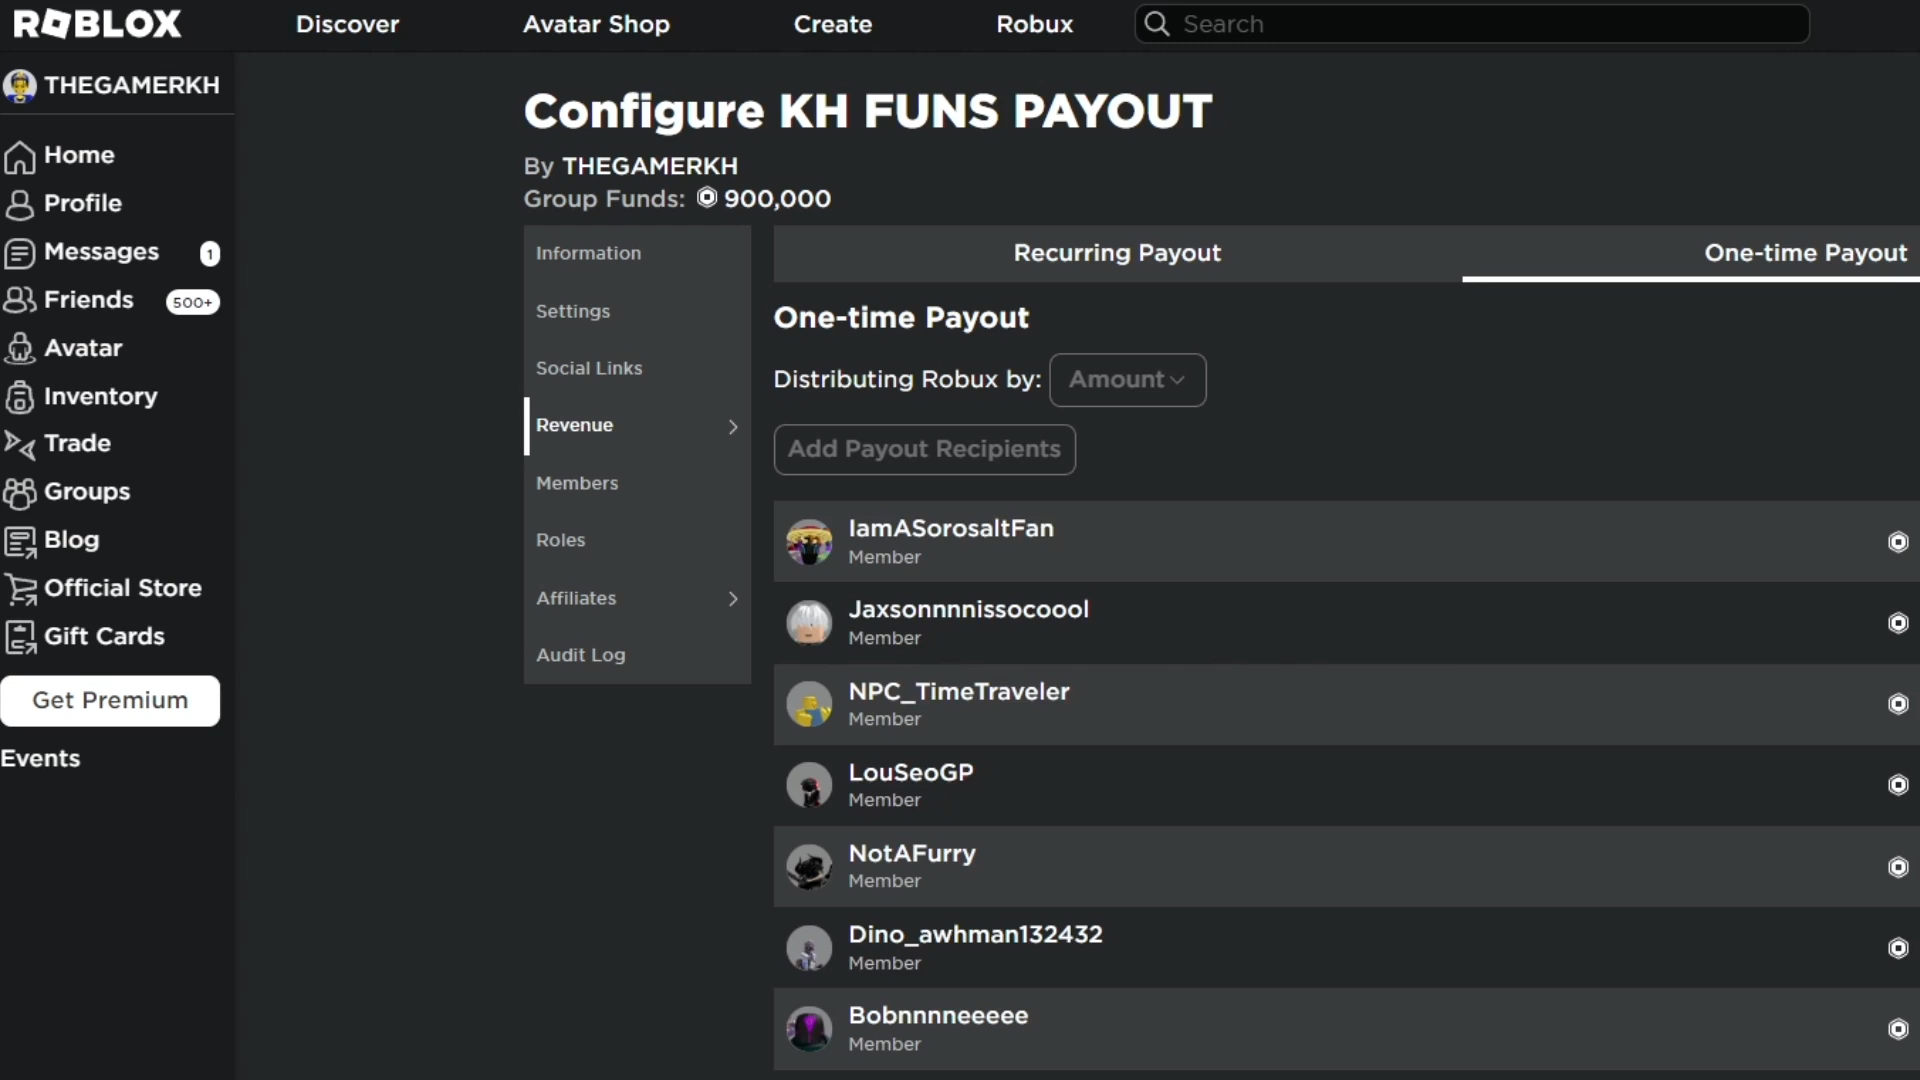 ROBLOX
Discover
Avatar Shop
Create
Robux
Search
THEGAMERKH
Home
Profile
Messages 1
Friends 500+
Avatar
Inventory
Trade
Groups
Blog
Official Store
Gift Cards
Get Premium
Events
Configure KH FUNS PAYOUT
By THEGAMERKH
Group Funds: 900,000
Information
Settings
Social Links
Revenue
Members
Roles
Affiliates
Audit Log
Recurring Payout
One-time Payout
One-time Payout
Distributing Robux by: Amount
Add Payout Recipients
IamASorosaltFan
Member
Jaxsonnnnissocoool
Member
NPC_TimeTraveler
Member
LouSeoGP
Member
NotAFurry
Member
Dino_awhman132432
Member
Bobnnnneeeee
Member